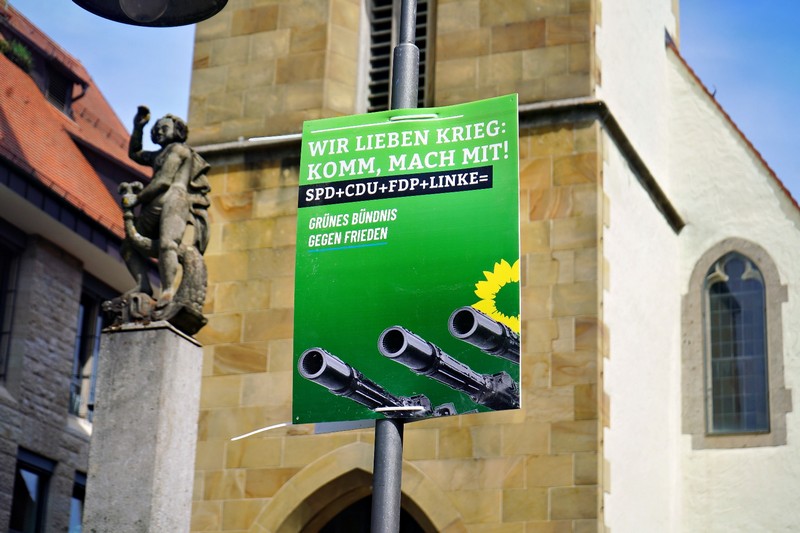 WIR LIEBEN KRIEG:
KOMM, MACH MIT!
SPD+CDU+FDP+LINKE=
GRÜNES BÜNDNIS
GEGEN FRIEDEN